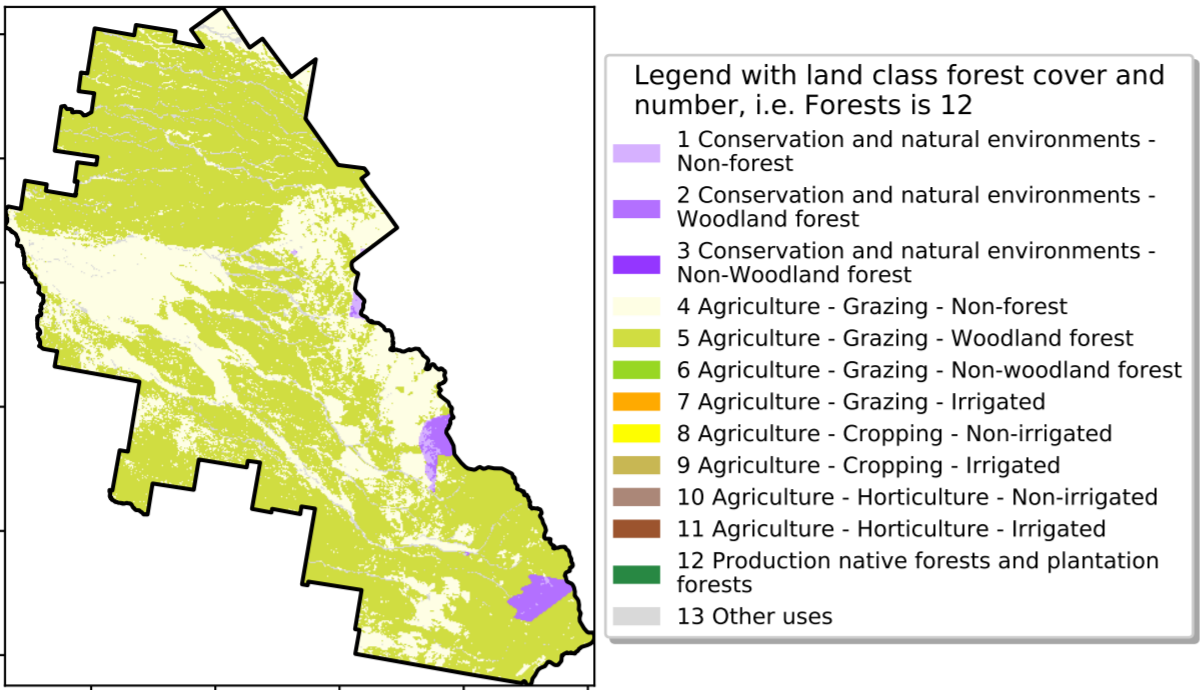 Legend with land class forest cover and
number, i.e. Forests is 12
1 Conservation and natural environments -
Non-forest
2 Conservation and natural environments -
Woodland forest
3 Conservation and natural environments -
Non-Woodland forest
4 Agriculture - Grazing - Non-forest
5 Agriculture - Grazing - Woodland forest
6 Agriculture - Grazing - Non-woodland forest
7 Agriculture - Grazing - Irrigated
8 Agriculture - Cropping - Non-irrigated
9 Agriculture - Cropping - Irrigated
10 Agriculture - Horticulture - Non-irrigated
11 Agriculture - Horticulture - Irrigated
12 Production native forests and plantation
forests
13 Other uses